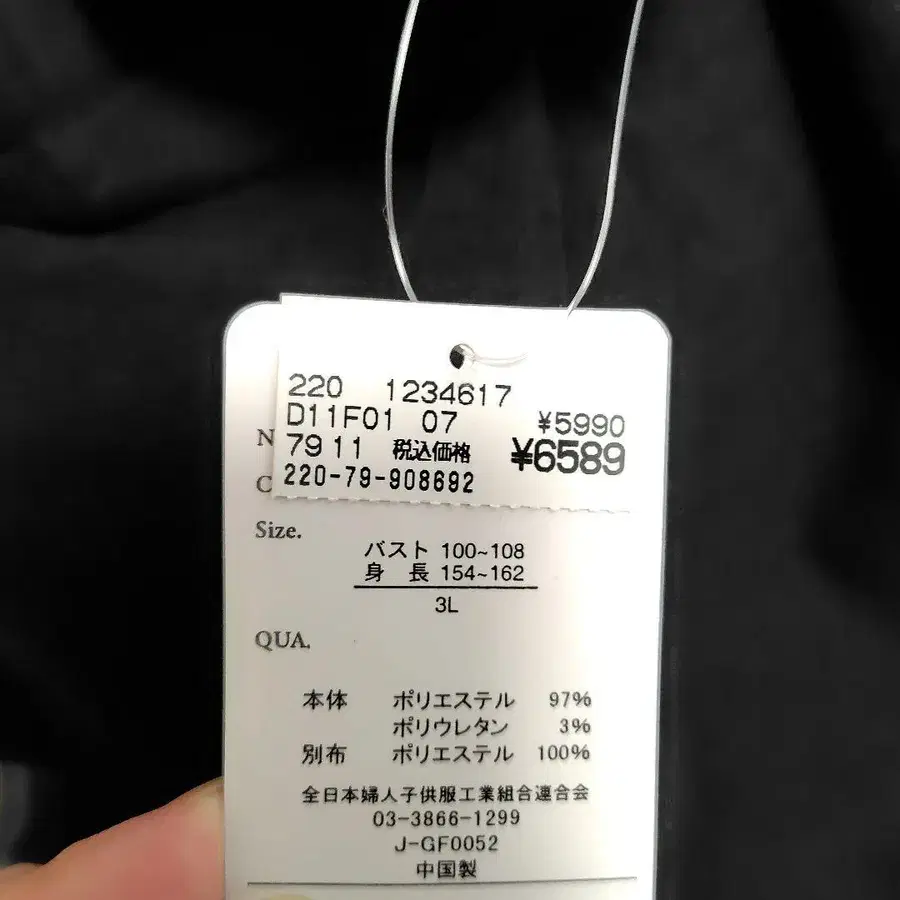 220 1234617
D11F01 07 ¥5990
79 11 税込価格 ¥6589
220-79-908692
N
C
Size.
バスト 100~108
身 長 154~162
3L
QUA.
本体 ポリエステル 97%
ポリウレタン 3%
別布 ポリエステル 100%
全日本婦人子供服工業組合連合会
03-3866-1299
J-GF0052
中国製